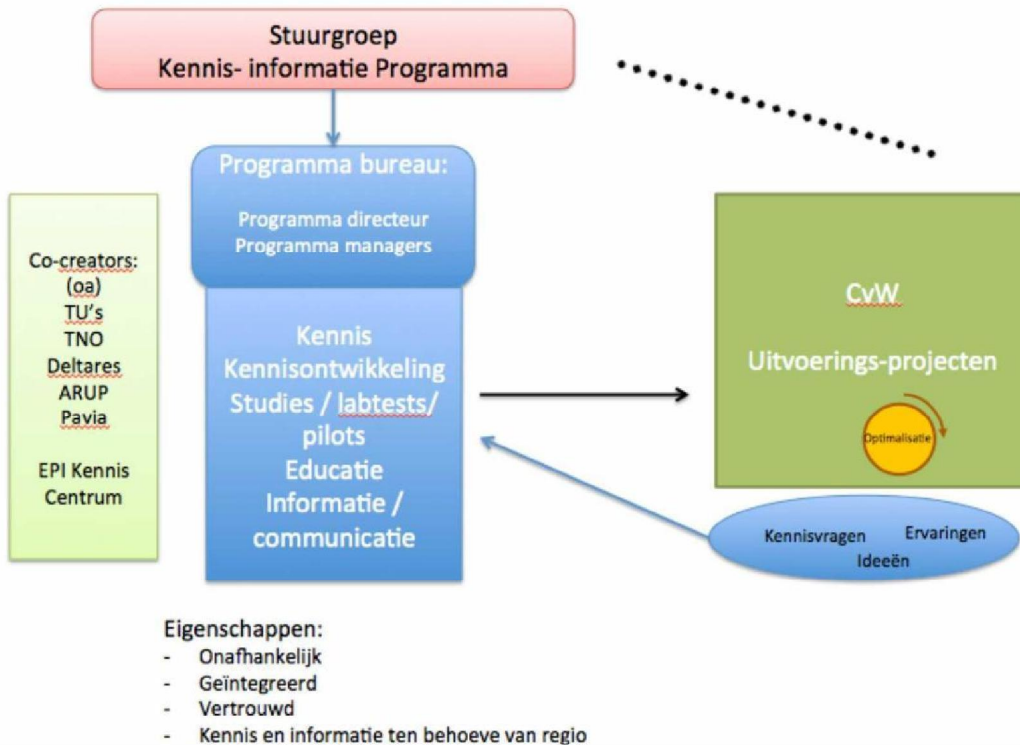 Stuurgroep
Kennis- informatie Programma
Programma bureau:
Programma directeur
Programma managers
Co-creators:
(oa)
TU's
TNO
Deltares
ARUP
Pavia
EPI Kennis
Centrum
Kennis
Kennisontwikkeling
Studies / labtests/
pilots
Educatie
Informatie /
communicatie
CvW
Uitvoerings-projecten
Optimalisatie
Kennisvragen
Ervaringen
Ideeën
Eigenschappen:
- Onafhankelijk
- Geïntegreerd
- Vertrouwd
- Kennis en informatie ten behoeve van regio